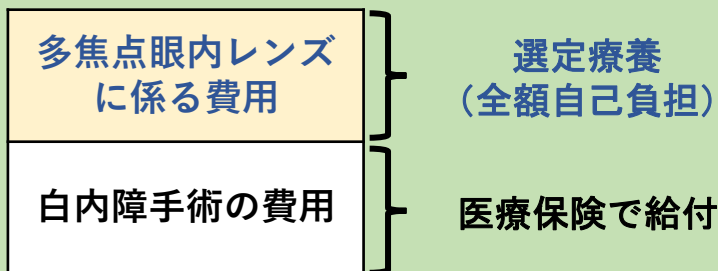 多焦点眼内レンズ
に係る費用
選定療養
（全額自己負担）
白内障手術の費用
医療保険で給付